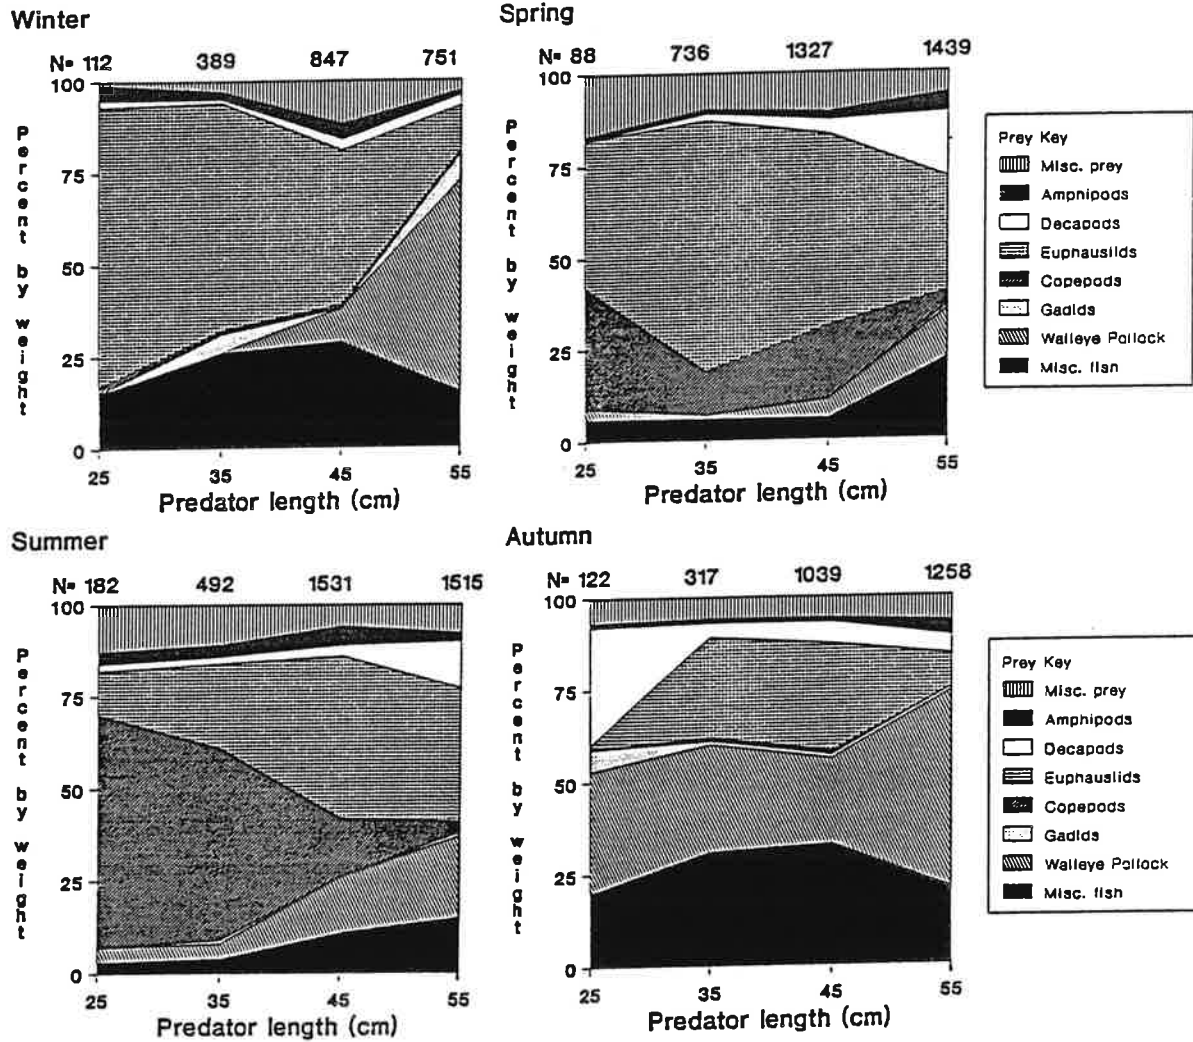 Winter
N= 112 389 847 751
100
75
50
25
0
Percent by weight
25 35 45 55
Predator length (cm)
Spring
N= 88 736 1327 1439
100
75
50
25
0
Percent by weight
25 35 45 55
Predator length (cm)
Prey Key
Misc. prey
Amphipods
Decapods
Euphausiids
Copepods
Gadids
Walleye Pollock
Misc. fish
Summer
N= 182 492 1531 1515
100
75
50
25
0
Percent by weight
25 35 45 55
Predator length (cm)
Autumn
N= 122 317 1039 1258
100
75
50
25
0
Percent by weight
25 35 45 55
Predator length (cm)
Prey Key
Misc. prey
Amphipods
Decapods
Euphausiids
Copepods
Gadids
Walleye Pollock
Misc. fish